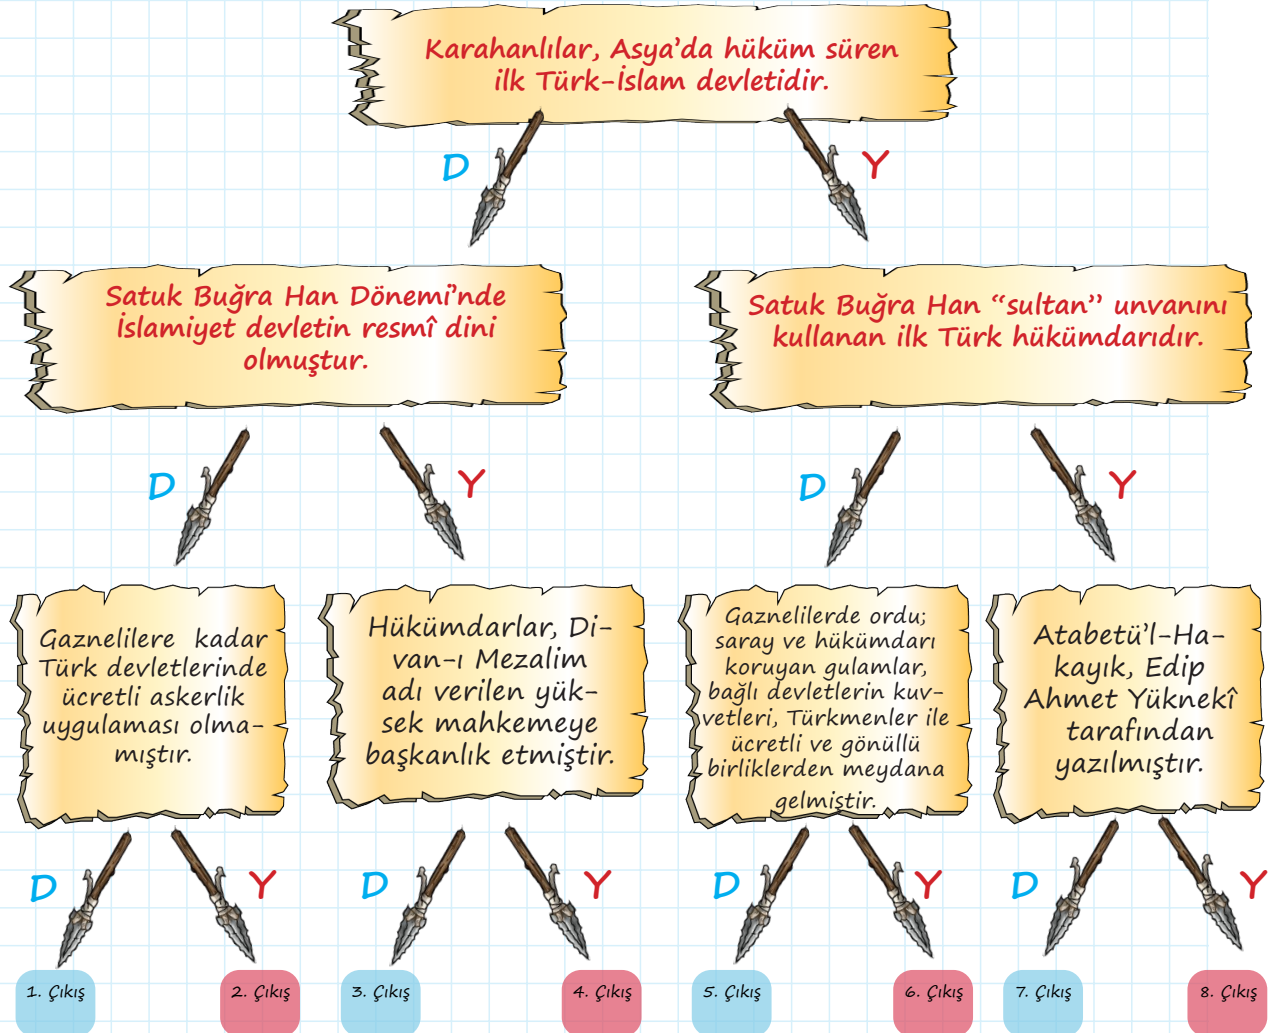 Karahanlılar, Asya’da hüküm süren
ilk Türk-İslam devletidir.
D
Y
Satuk Buğra Han Dönemi’nde
İslamiyet devletin resmî dini
olmuştur.
Satuk Buğra Han “sultan” unvanını
kullanan ilk Türk hükümdarıdır.
D
Y
D
Y
Gaznelilere kadar
Türk devletlerinde
ücretli askerlik
uygulaması olma-
mıştır.
Hükümdarlar, Di-
van-ı Mezalim
adı verilen yük-
sek mahkemeye
başkanlık etmiştir.
Gaznelilerde ordu;
saray ve hükümdarı
koruyan gulamlar,
bağlı devletlerin kuv-
vetleri, Türkmenler ile
ücretli ve gönüllü
birliklerden meydana
gelmiştir.
Atabetü’l-Ha-
kayık, Edip
Ahmet Yüknekî
tarafından
yazılmıştır.
D
Y
D
Y
D
Y
D
Y
1. Çıkış
2. Çıkış
3. Çıkış
4. Çıkış
5. Çıkış
6. Çıkış
7. Çıkış
8. Çıkış